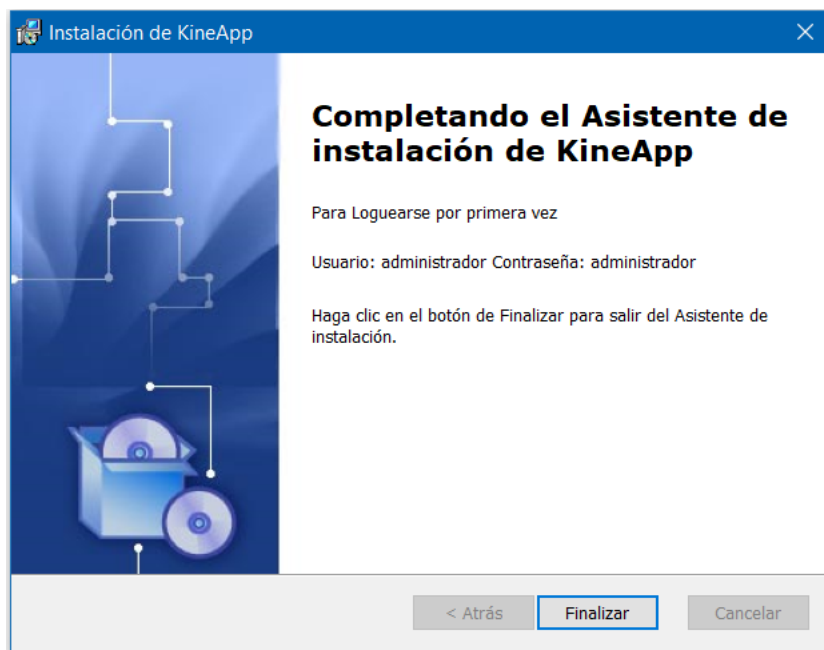 Instalación de KineApp
Completando el Asistente de
instalación de KineApp
Para Loguearse por primera vez
Usuario: administrador Contraseña: administrador
Haga clic en el botón de Finalizar para salir del Asistente de
instalación.
< Atrás
Finalizar
Cancelar